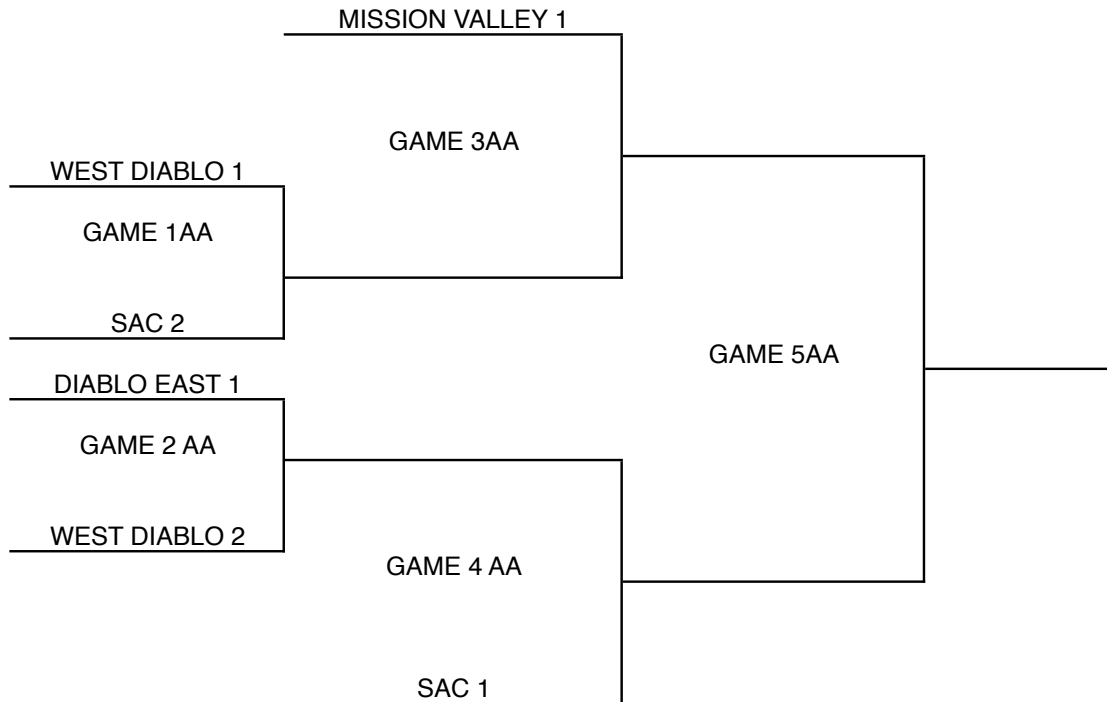 MISSION VALLEY 1
GAME 3AA
WEST DIABLO 1
GAME 1AA
SAC 2
GAME 5AA
DIABLO EAST 1
GAME 2 AA
WEST DIABLO 2
GAME 4 AA
SAC 1